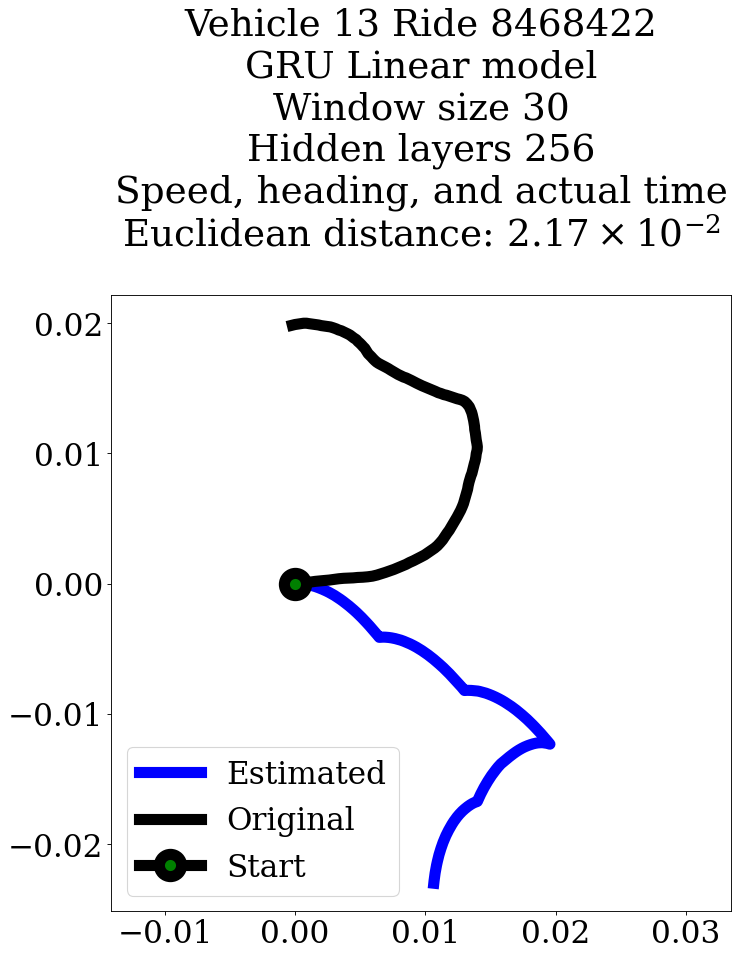 Vehicle 13 Ride 8468422
GRU Linear model
Window size 30
Hidden layers 256
Speed, heading, and actual time
Euclidean distance: 2.17 × 10⁻²
0.02
0.01
0.00
−0.01
−0.02
Estimated
Original
Start
−0.01 0.00 0.01 0.02 0.03